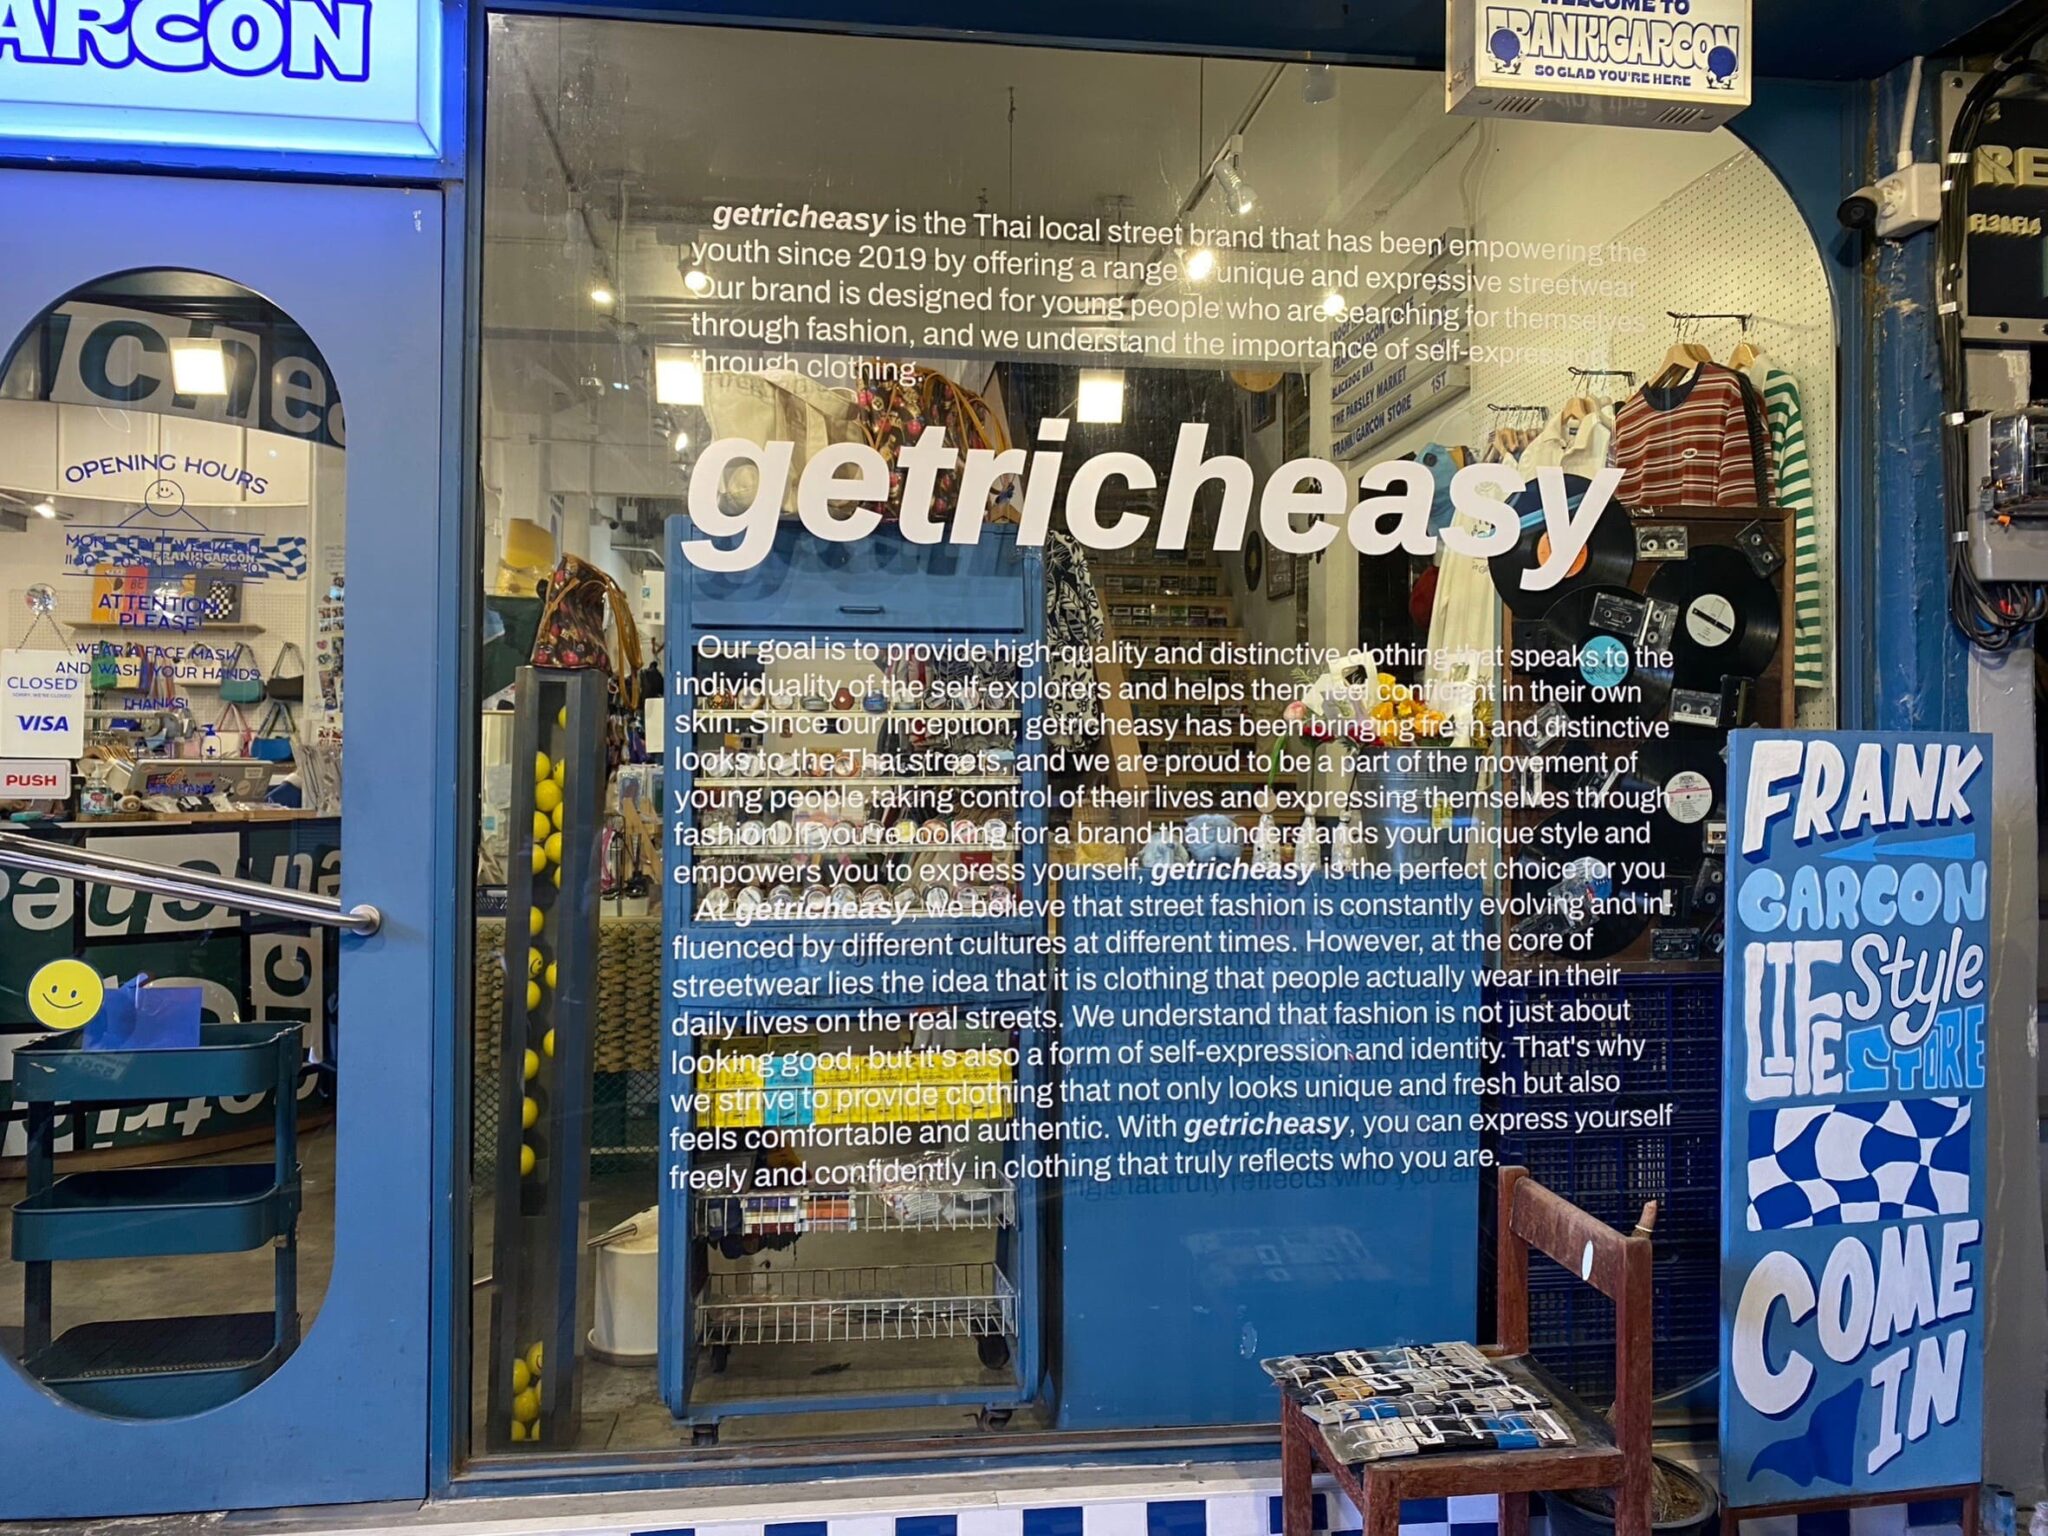 ARCON
WELCOME TO
FRANK!GARCON
SO GLAD YOU'RE HERE
RE
getricheasy is the Thai local street brand that has been empowering the
youth since 2019 by offering a range unique and expressive streetwear
Our brand is designed for young people who are searching for themselves
through fashion, and we understand the importance of self-expression
through clothing.
getricheasy
Our goal is to provide high-quality and distinctive clothing that speaks to the
individuality of the self-explorers and helps them feel confident in their own
skin. Since our inception, getricheasy has been bringing fresh and distinctive
looks to the Thai streets, and we are proud to be a part of the movement of
young people taking control of their lives and expressing themselves through
fashion. If you're looking for a brand that understands your unique style and
empowers you to express yourself, getricheasy is the perfect choice for you
At getricheasy, we believe that street fashion is constantly evolving and in-
fluenced by different cultures at different times. However, at the core of
streetwear lies the idea that it is clothing that people actually wear in their
daily lives on the real streets. We understand that fashion is not just about
looking good, but it's also a form of self-expression and identity. That's why
we strive to provide clothing that not only looks unique and fresh but also
feels comfortable and authentic. With getricheasy, you can express yourself
freely and confidently in clothing that truly reflects who you are.
BLACKDOG BAR
THE PARSLEY MARKET 1ST
FRANK!GARCON STORE
OPENING HOURS
FRANK!GARCON
ATTENTION
PLEASE!
WEAR A FACE MASK
AND WASH YOUR HANDS
THANKS!
CLOSED
SORRY, WE'RE CLOSED
VISA
PUSH
FRANK
GARCON
LIFE Style
STORE
COME
IN